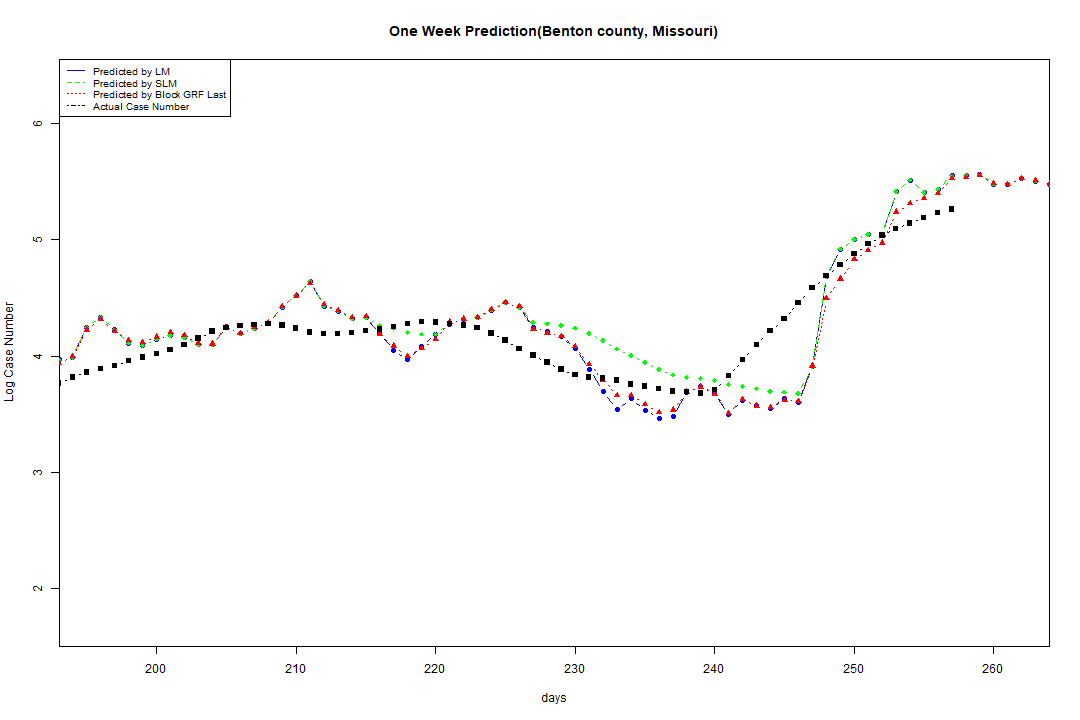 One Week Prediction(Benton county, Missouri)
Predicted by LM
Predicted by SLM
Predicted by Block GRF Last
Actual Case Number
6
5
4
3
2
Log Case Number
200 210 220 230 240 250 260
days